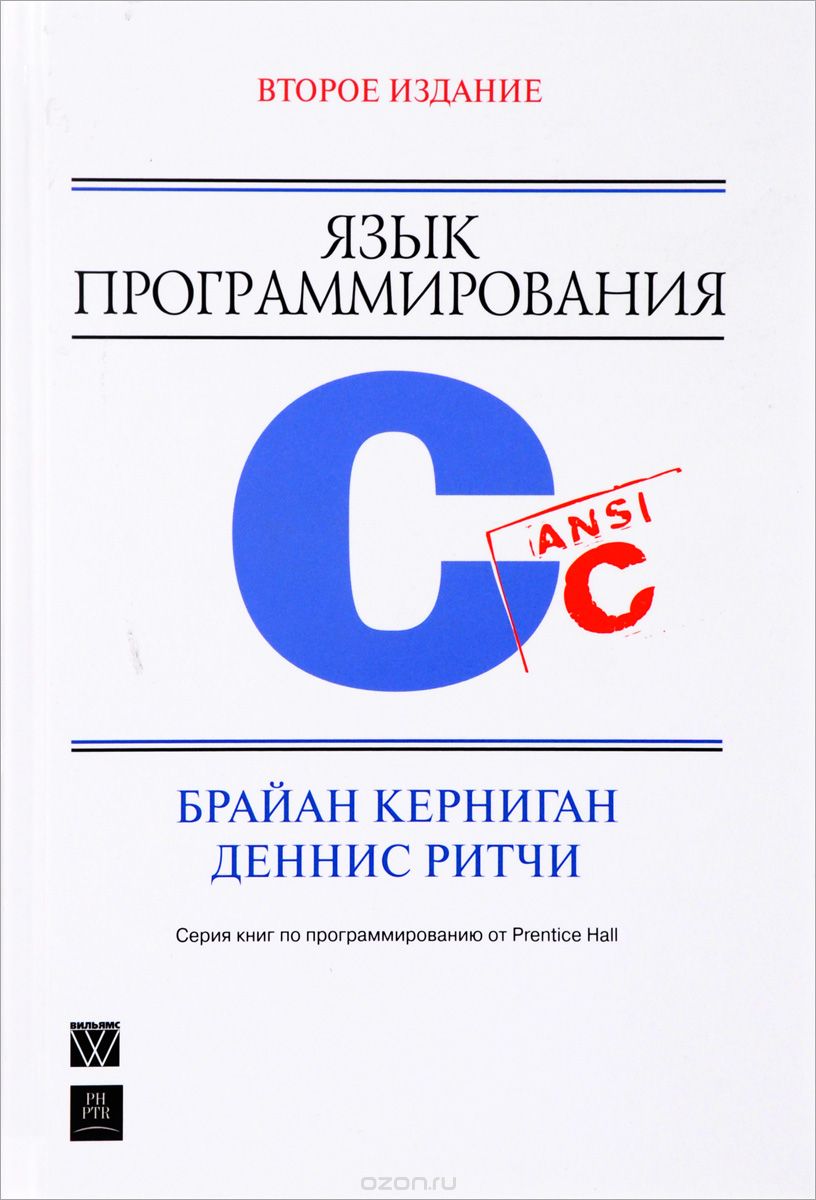 ВТОРОЕ ИЗДАНИЕ
ЯЗЫК
ПРОГРАММИРОВАНИЯ
C
ANSI
C
БРАЙАН КЕРНИГАН
ДЕННИС РИТЧИ
Серия книг по программированию от Prentice Hall
ВИЛЬЯМС
W
PH
PTR
ozon.ru